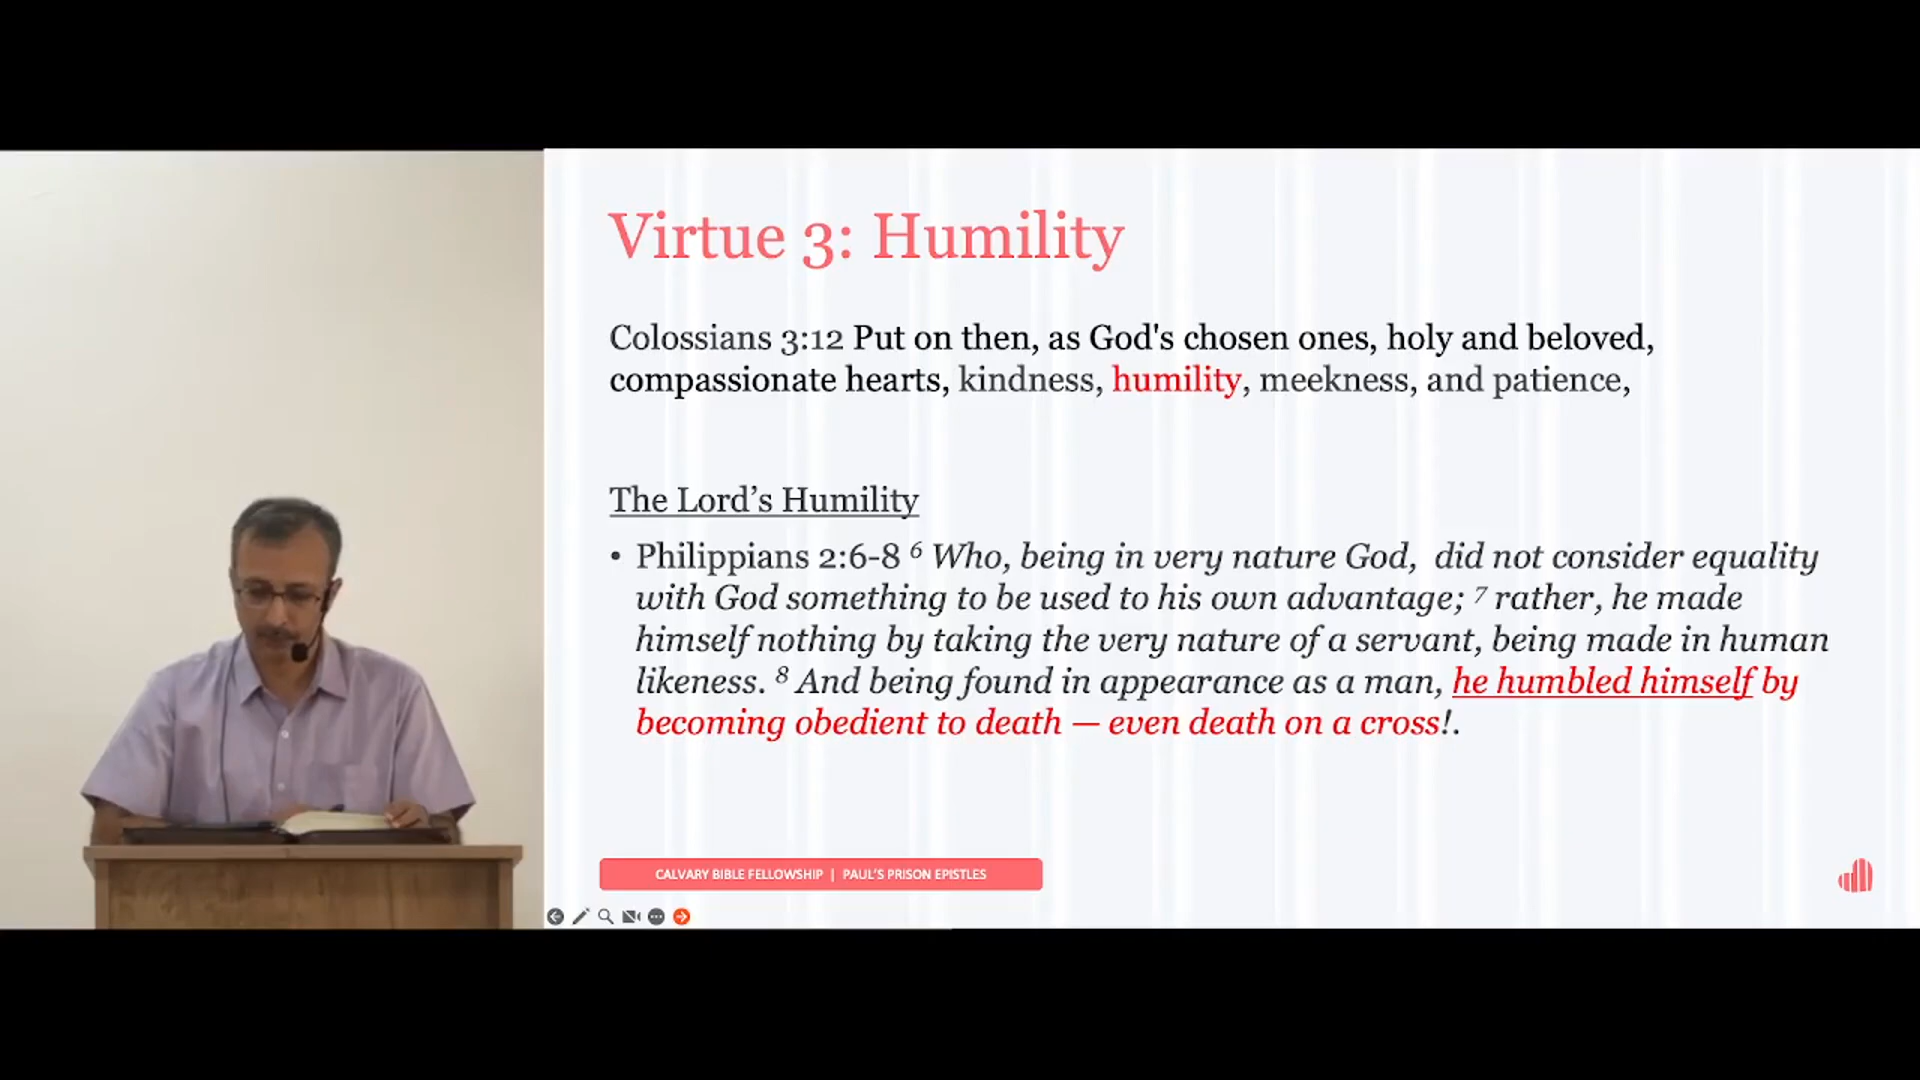 Virtue 3: Humility
Colossians 3:12 Put on then, as God's chosen ones, holy and beloved,
compassionate hearts, kindness, humility, meekness, and patience,
The Lord’s Humility
• Philippians 2:6-8 ⁶ Who, being in very nature God,  did not consider equality
with God something to be used to his own advantage; ⁷ rather, he made
himself nothing by taking the very nature of a servant, being made in human
likeness. ⁸ And being found in appearance as a man, he humbled himself by
becoming obedient to death — even death on a cross!.
CALVARY BIBLE FELLOWSHIP | PAUL'S PRISON EPISTLES